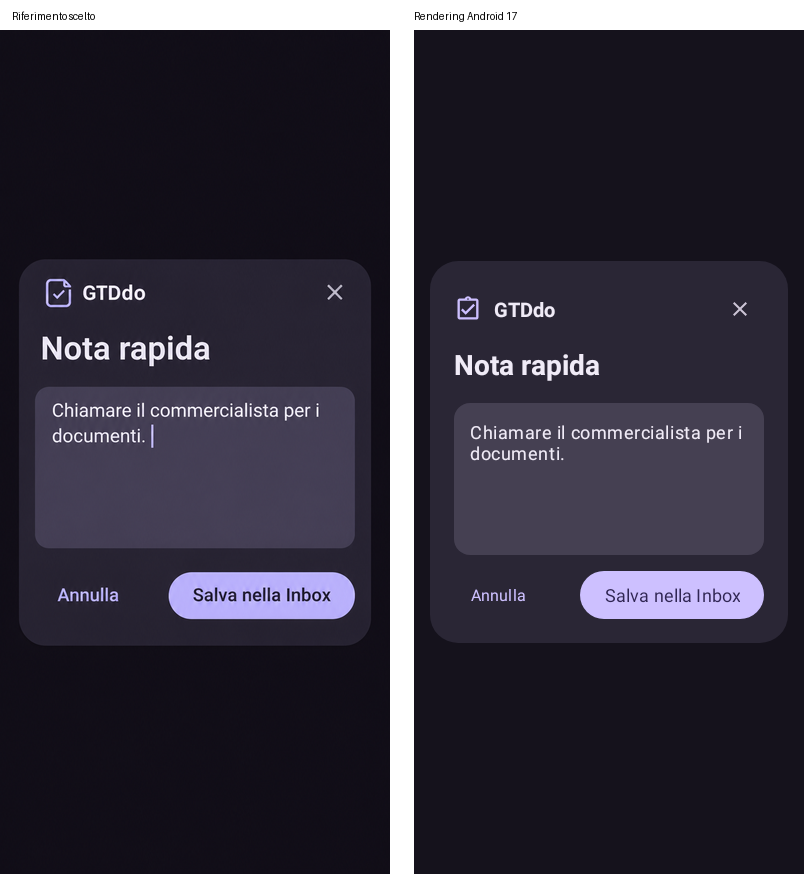 Riferimento scelto
GTDdo
Nota rapida
Chiamare il commercialista per i
documenti.
Annulla
Salva nella Inbox
Rendering Android 17
GTDdo
Nota rapida
Chiamare il commercialista per i
documenti.
Annulla
Salva nella Inbox